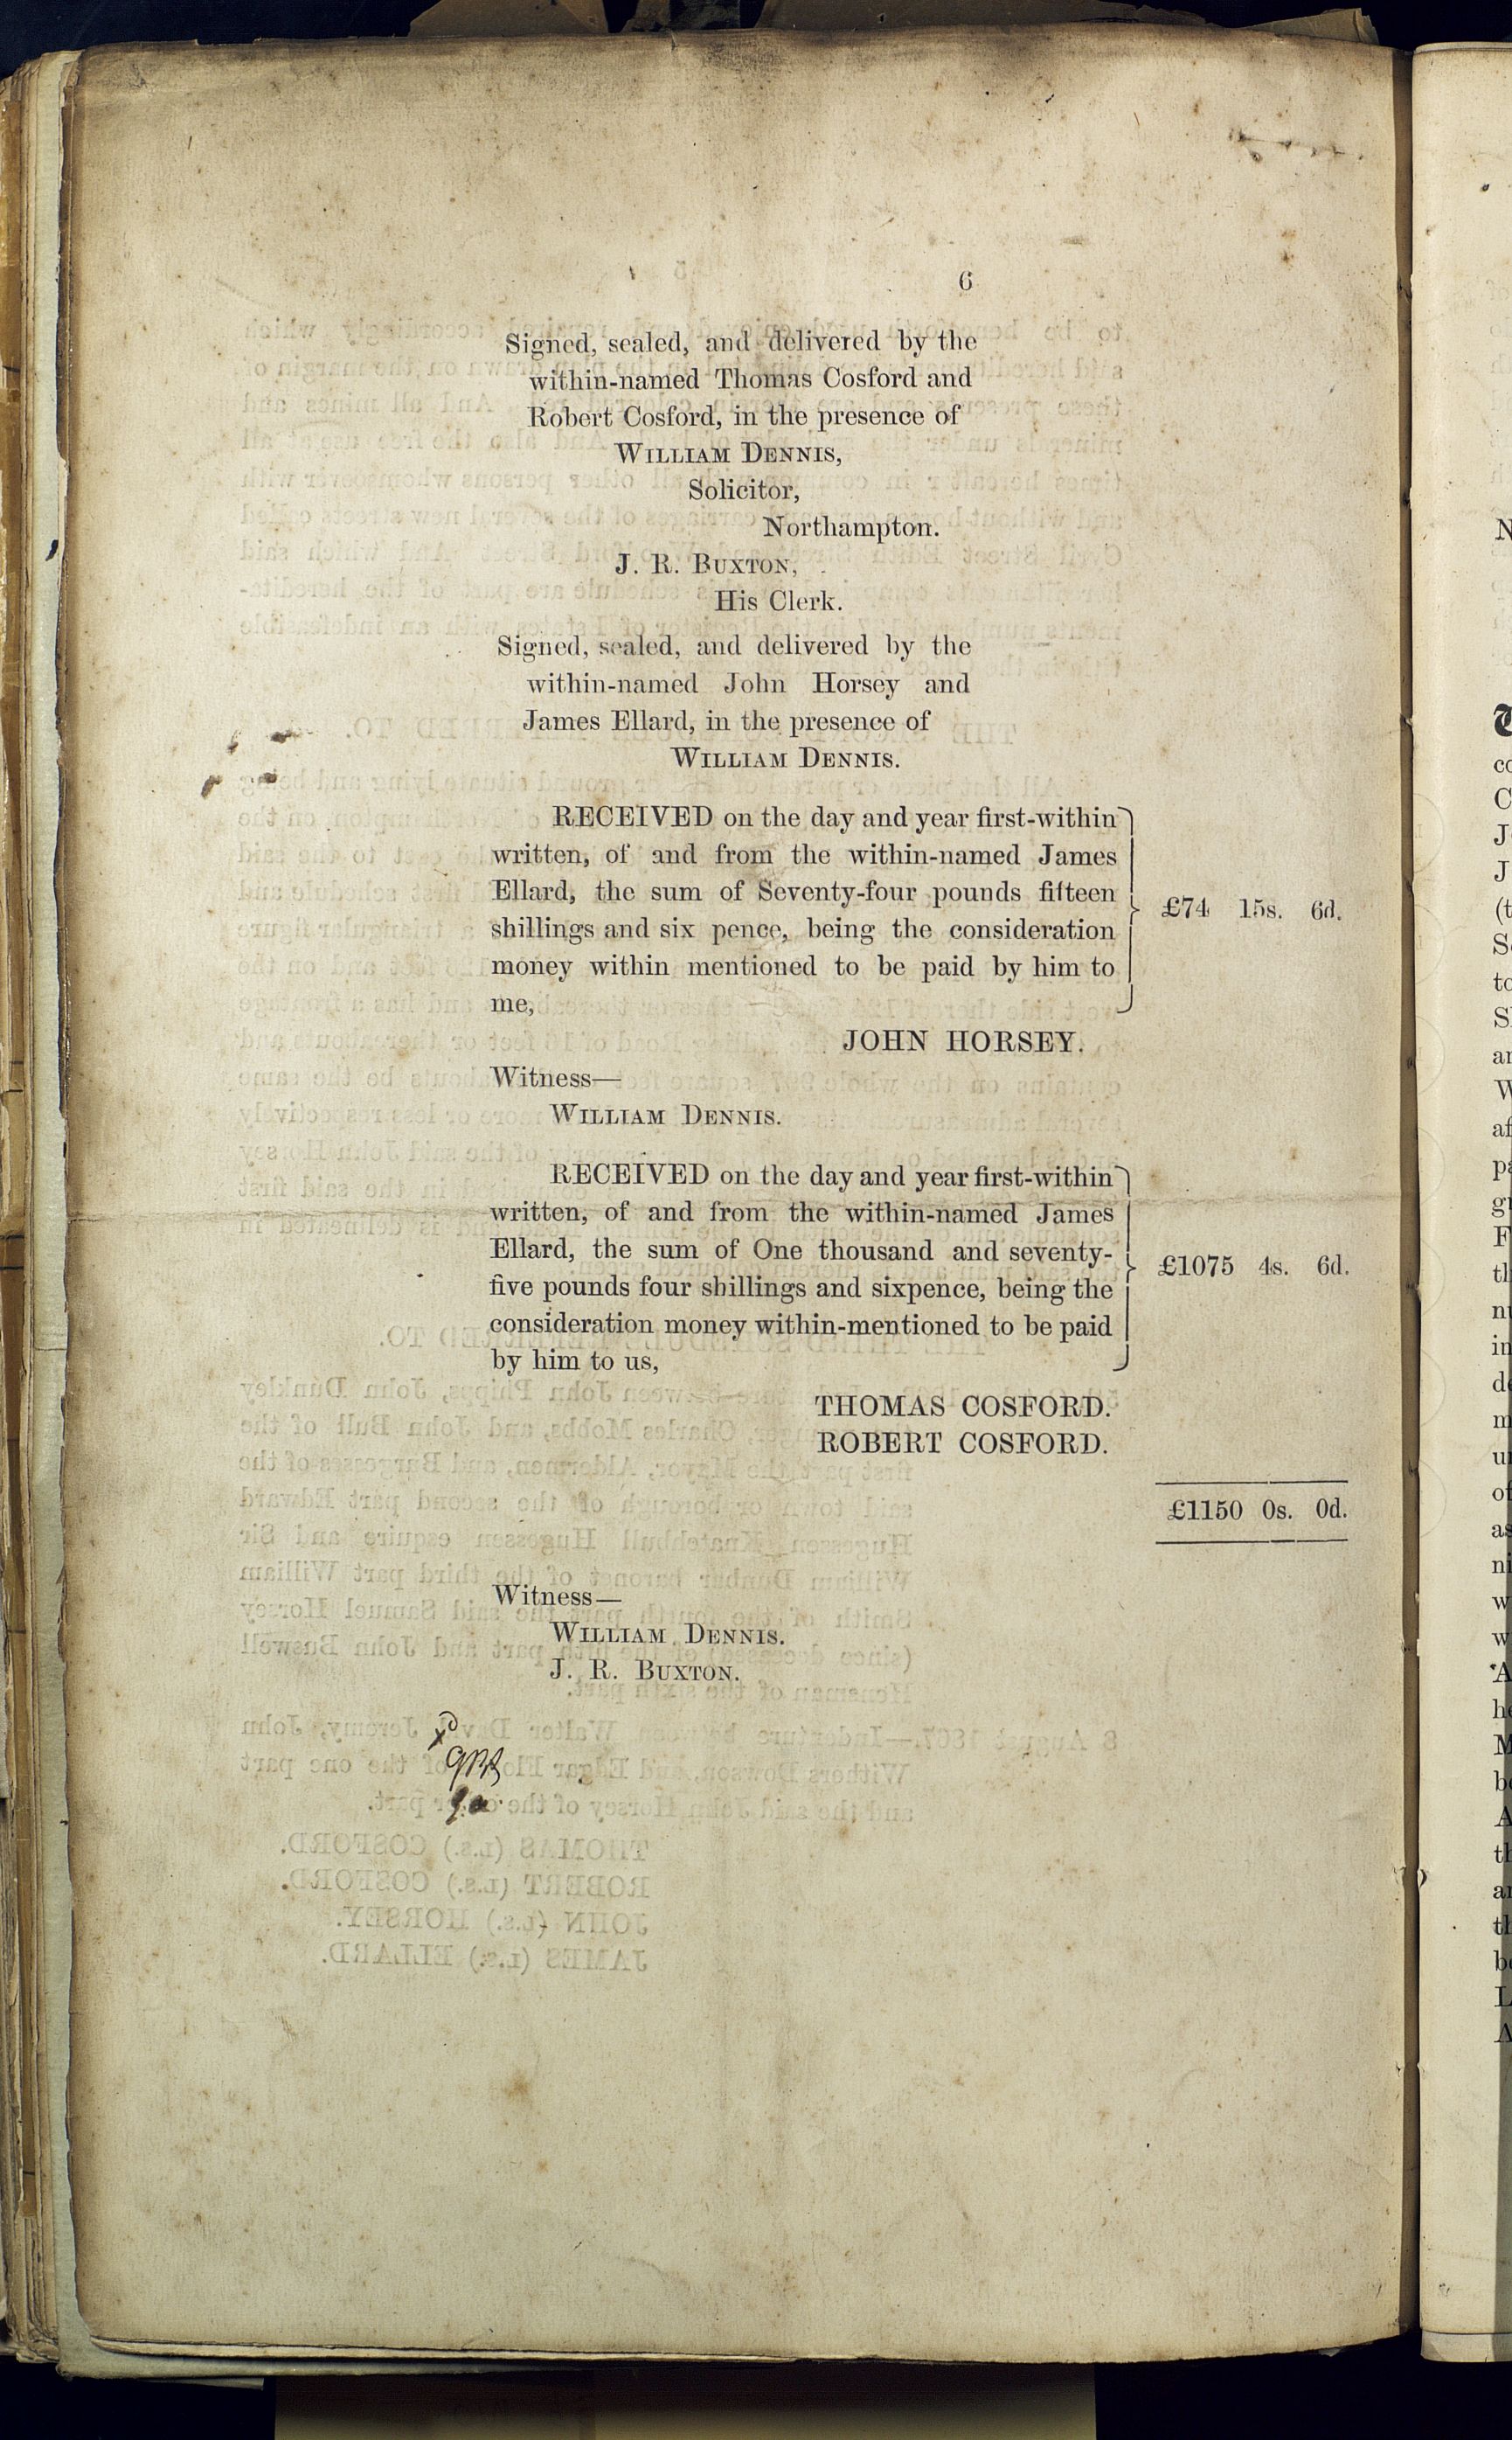 6
Signed, sealed, and delivered by the
within-named Thomas Cosford and
Robert Cosford, in the presence of
WILLIAM DENNIS,
Solicitor,
Northampton.
J. R. BUXTON,
His Clerk.
Signed, sealed, and delivered by the
within-named John Horsey and
James Ellard, in the presence of
WILLIAM DENNIS.
RECEIVED on the day and year first-within
written, of and from the within-named James
Ellard, the sum of Seventy-four pounds fifteen
shillings and six pence, being the consideration
money within mentioned to be paid by him to
me,
£74 15s. 6d.
JOHN HORSEY.
Witness—
WILLIAM DENNIS.
RECEIVED on the day and year first-within
written, of and from the within-named James
Ellard, the sum of One thousand and seventy-
five pounds four shillings and sixpence, being the
consideration money within-mentioned to be paid
by him to us,
£1075 4s. 6d.
THOMAS COSFORD.
ROBERT COSFORD.
£1150 0s. 0d.
Witness—
WILLIAM DENNIS.
J. R. BUXTON.